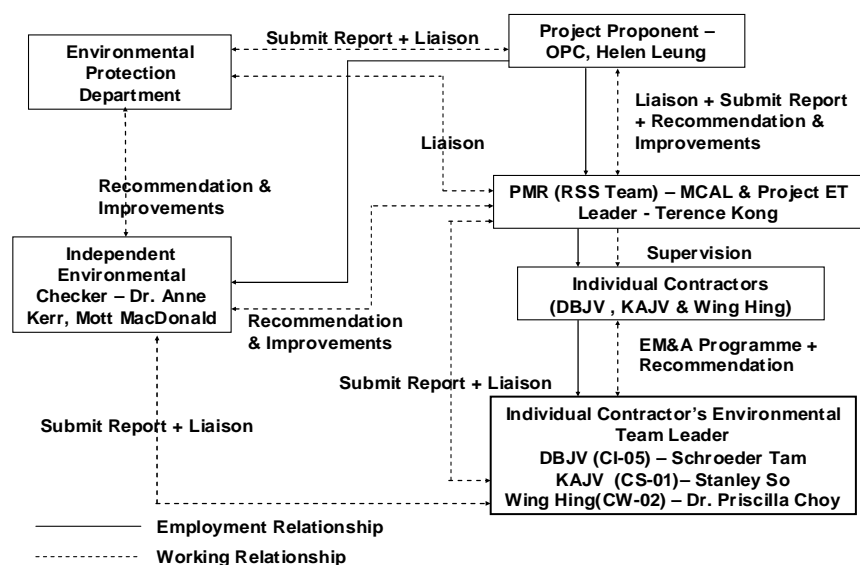 Submit Report + Liaison
Project Proponent –
OPC, Helen Leung
Environmental
Protection
Department
Liaison + Submit Report
+ Recommendation &
Improvements
Liaison
Recommendation &
Improvements
PMR (RSS Team) – MCAL & Project ET
Leader - Terence Kong
Supervision
Independent
Environmental
Checker – Dr. Anne
Kerr, Mott MacDonald
Individual Contractors
(DBJV , KAJV & Wing Hing)
Recommendation
& Improvements
EM&A Programme +
Recommendation
Submit Report + Liaison
Submit Report + Liaison
Individual Contractor’s Environmental
Team Leader
DBJV (CI-05) – Schroeder Tam
KAJV (CS-01)– Stanley So
Wing Hing(CW-02) – Dr. Priscilla Choy
Employment Relationship
Working Relationship